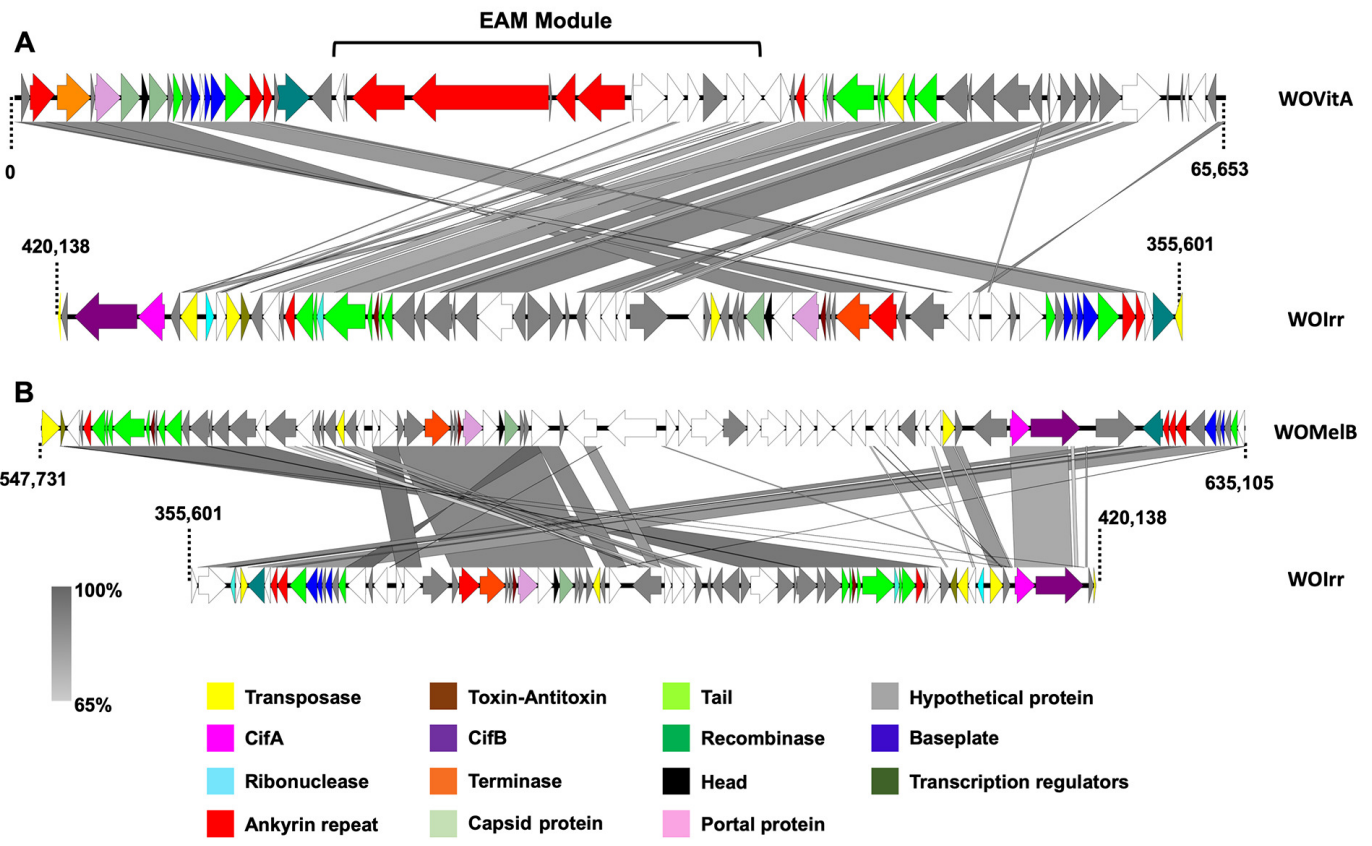 EAM Module
A
WOVitA
0
65,653
420,138
355,601
WOIrr
B
WOMelB
547,731
635,105
355,601
420,138
WOIrr
100%
65%
Transposase
Toxin-Antitoxin
Tail
Hypothetical protein
CifA
CifB
Recombinase
Baseplate
Ribonuclease
Terminase
Head
Transcription regulators
Ankyrin repeat
Capsid protein
Portal protein